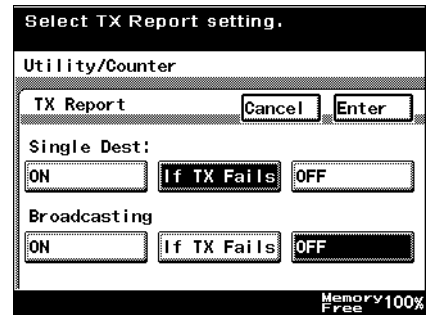 Select TX Report setting.
Utility/Counter
TX Report Cancel Enter
Single Dest:
ON If TX Fails OFF
Broadcasting
ON If TX Fails OFF
Memory
Free 100%